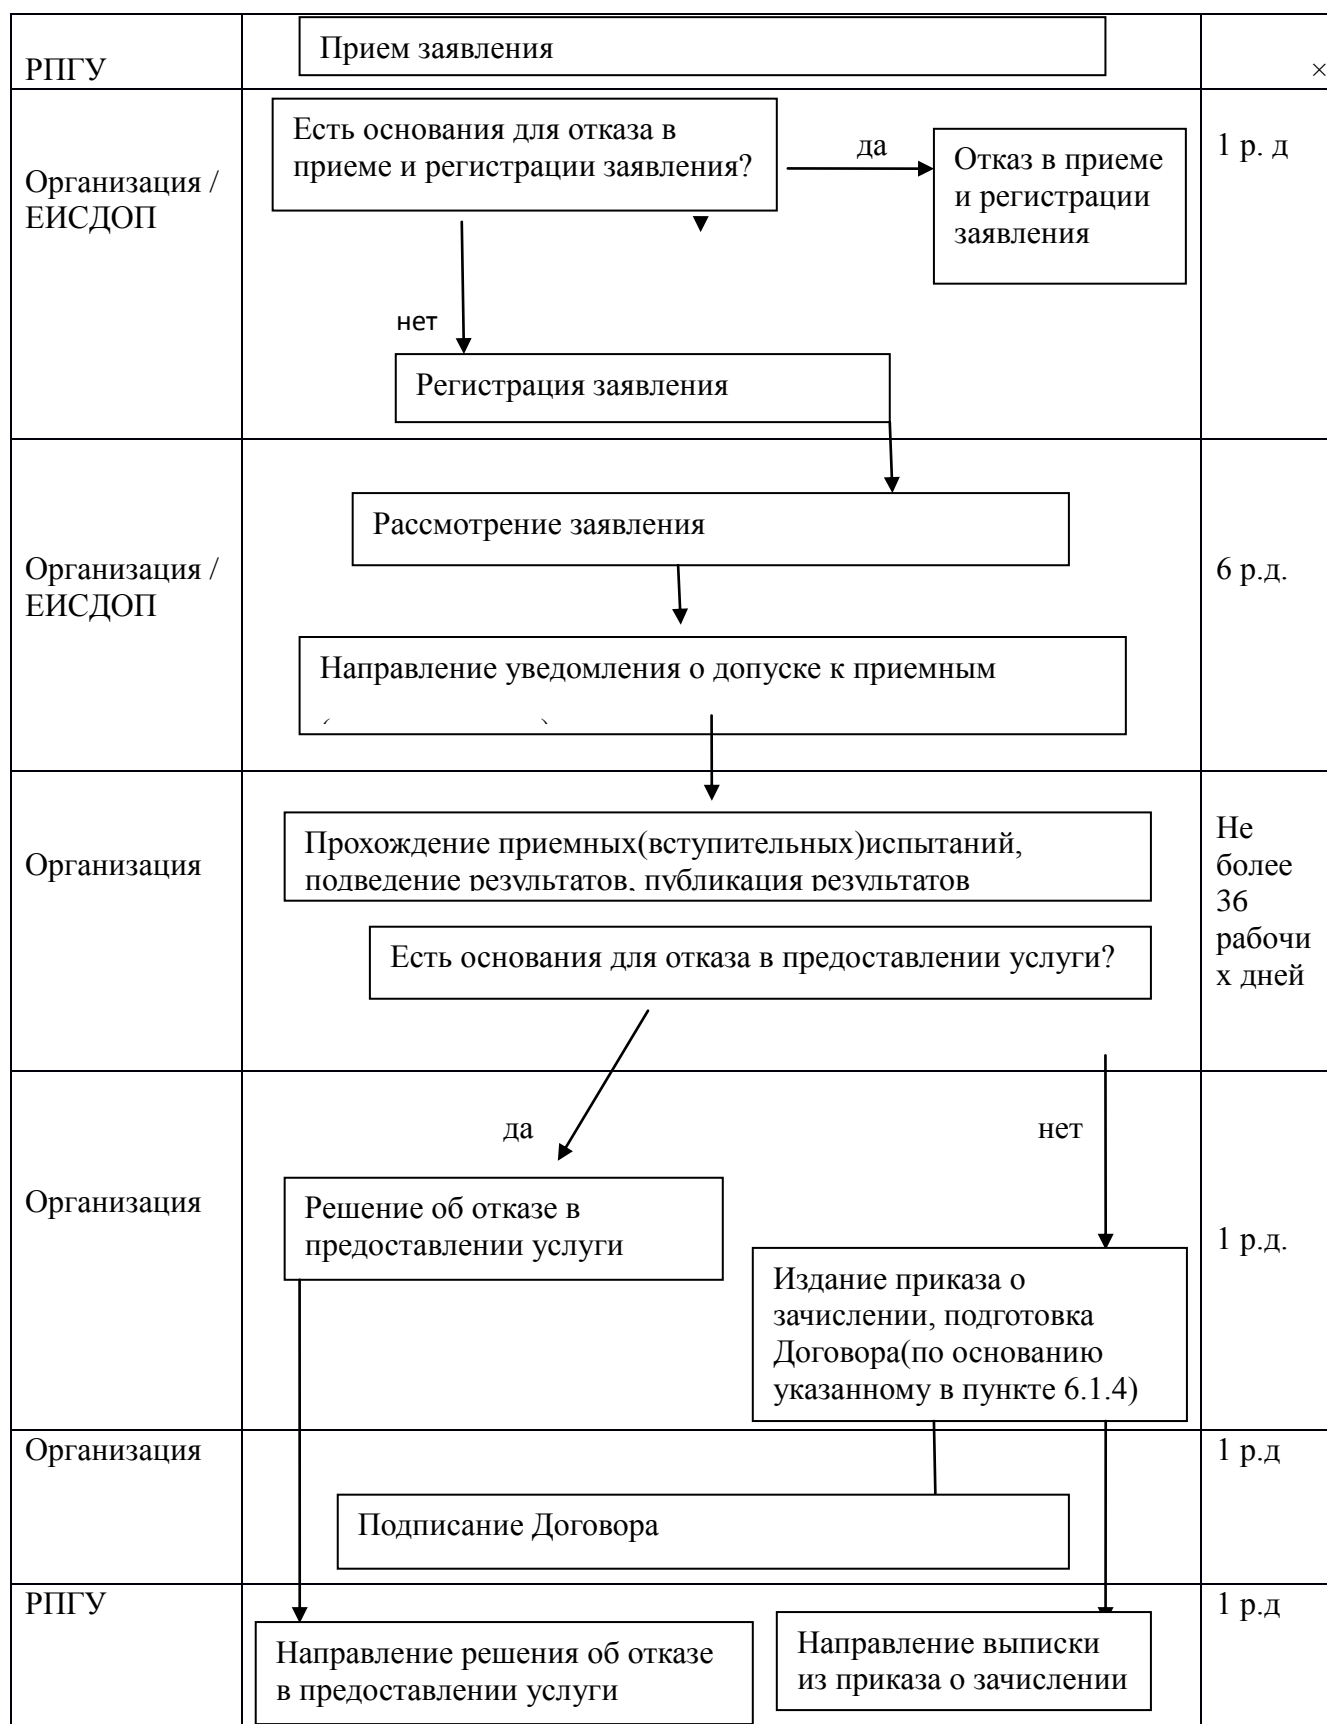 РПГУ
Прием заявления
×
Организация /
ЕИСДОП
Есть основания для отказа в
приеме и регистрации заявления?
да
Отказ в приеме
и регистрации
заявления
1 р. д
нет
Регистрация заявления
Организация /
ЕИСДОП
Рассмотрение заявления
6 р.д.
Направление уведомления о допуске к приемным
Организация
Прохождение приемных(вступительных)испытаний,
подведение результатов, публикация результатов
Есть основания для отказа в предоставлении услуги?
Не
более
36
рабочи
х дней
Организация
да
нет
Решение об отказе в
предоставлении услуги
Издание приказа о
зачислении, подготовка
Договора(по основанию
указанному в пункте 6.1.4)
1 р.д.
Организация
Подписание Договора
1 р.д
РПГУ
Направление решения об отказе
в предоставлении услуги
Направление выписки
из приказа о зачислении
1 р.д